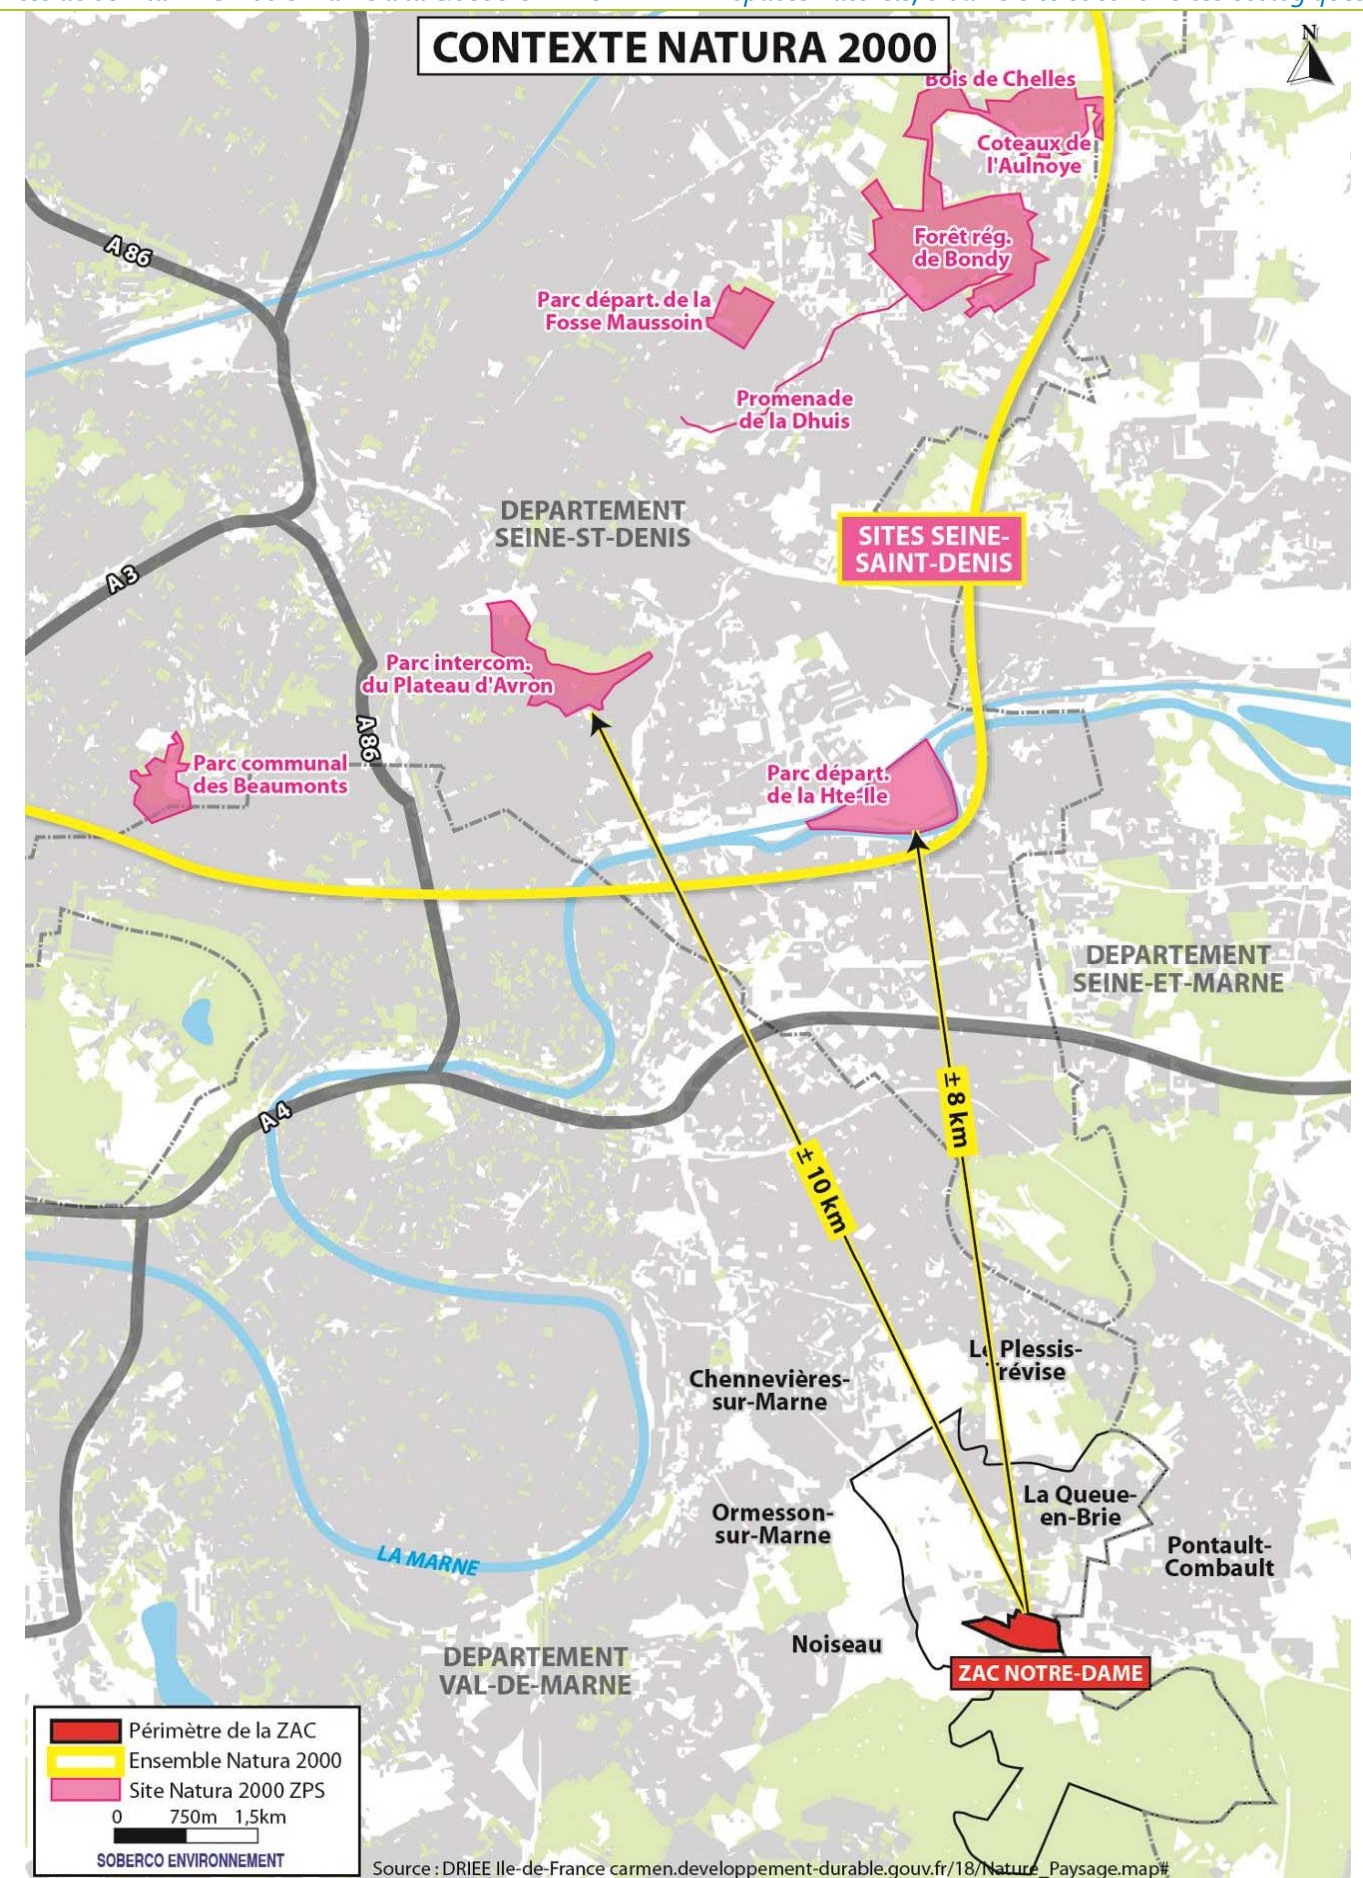 CONTEXTE NATURA 2000
N
Bois de Chelles
Coteaux de
l'Aulnoye
Forêt rég.
de Bondy
A 86
Parc départ. de la
Fosse Maussoin
Promenade
de la Dhuis
DEPARTEMENT
SEINE-ST-DENIS
SITES SEINE-
SAINT-DENIS
A 3
Parc intercom.
du Plateau d'Avron
A 86
Parc communal
des Beaumonts
Parc départ.
de la Hte-Ile
DEPARTEMENT
SEINE-ET-MARNE
± 8 km
A 4
± 10 km
Le Plessis-
Trévise
Chennevières-
sur-Marne
La Queue-
en-Brie
Ormesson-
sur-Marne
Pontault-
Combault
LA MARNE
Noiseau
DEPARTEMENT
VAL-DE-MARNE
ZAC NOTRE-DAME
Périmètre de la ZAC
Ensemble Natura 2000
Site Natura 2000 ZPS
0 750m 1,5km
SOBERCO ENVIRONNEMENT
Source : DRIEE Ile-de-France carmen.developpement-durable.gouv.fr/18/Nature_Paysage.map#